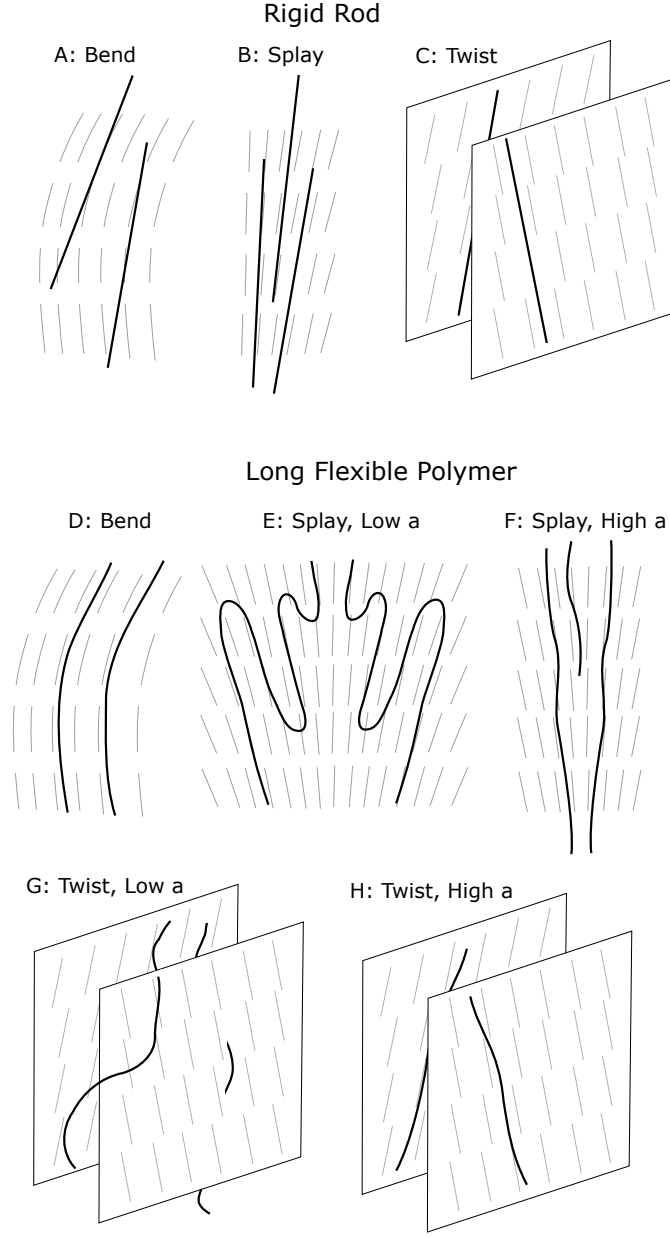 Rigid Rod
A: Bend
B: Splay
C: Twist
Long Flexible Polymer
D: Bend
E: Splay, Low a
F: Splay, High a
G: Twist, Low a
H: Twist, High a